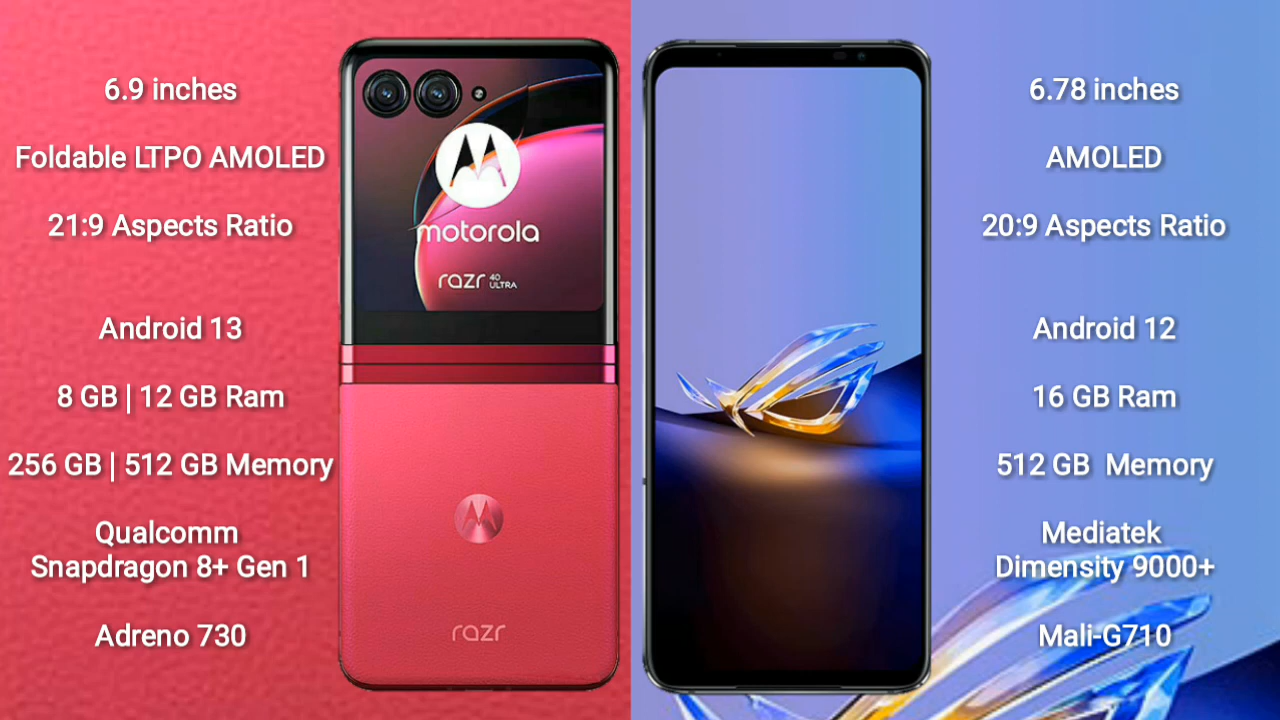 6.9 inches
Foldable LTPO AMOLED
21:9 Aspects Ratio
Android 13
8 GB | 12 GB Ram
256 GB | 512 GB Memory
Qualcomm
Snapdragon 8+ Gen 1
Adreno 730
motorola
razr 40 ULTRA
razr
6.78 inches
AMOLED
20:9 Aspects Ratio
Android 12
16 GB Ram
512 GB Memory
Mediatek
Dimensity 9000+
Mali-G710